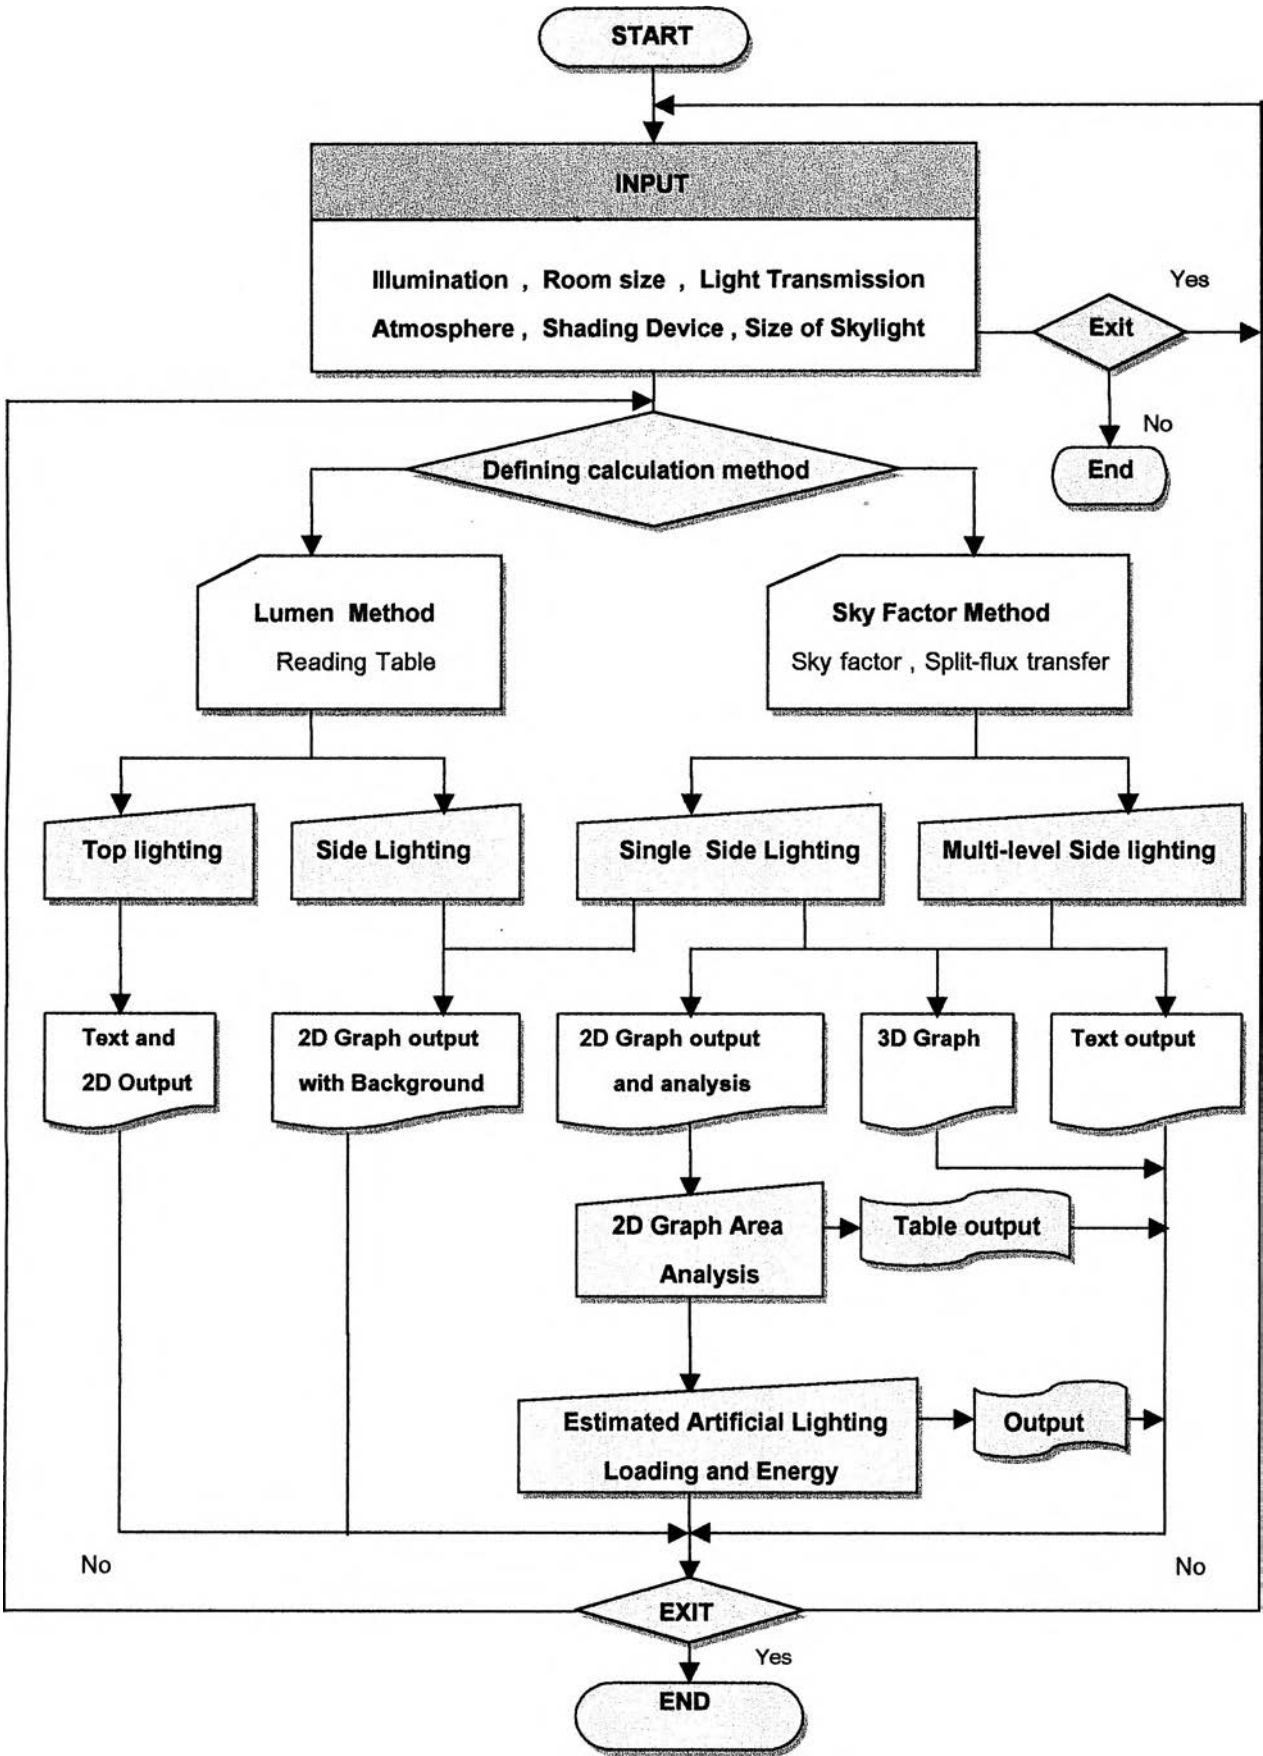 START
INPUT
Illumination , Room size , Light Transmission
Atmosphere , Shading Device , Size of Skylight
Yes
Exit
No
End
Defining calculation method
Lumen Method
Reading Table
Sky Factor Method
Sky factor , Split-flux transfer
Top lighting
Side Lighting
Single Side Lighting
Multi-level Side lighting
Text and
2D Output
2D Graph output
with Background
2D Graph output
and analysis
3D Graph
Text output
2D Graph Area
Analysis
Table output
Estimated Artificial Lighting
Loading and Energy
Output
No
No
EXIT
Yes
END